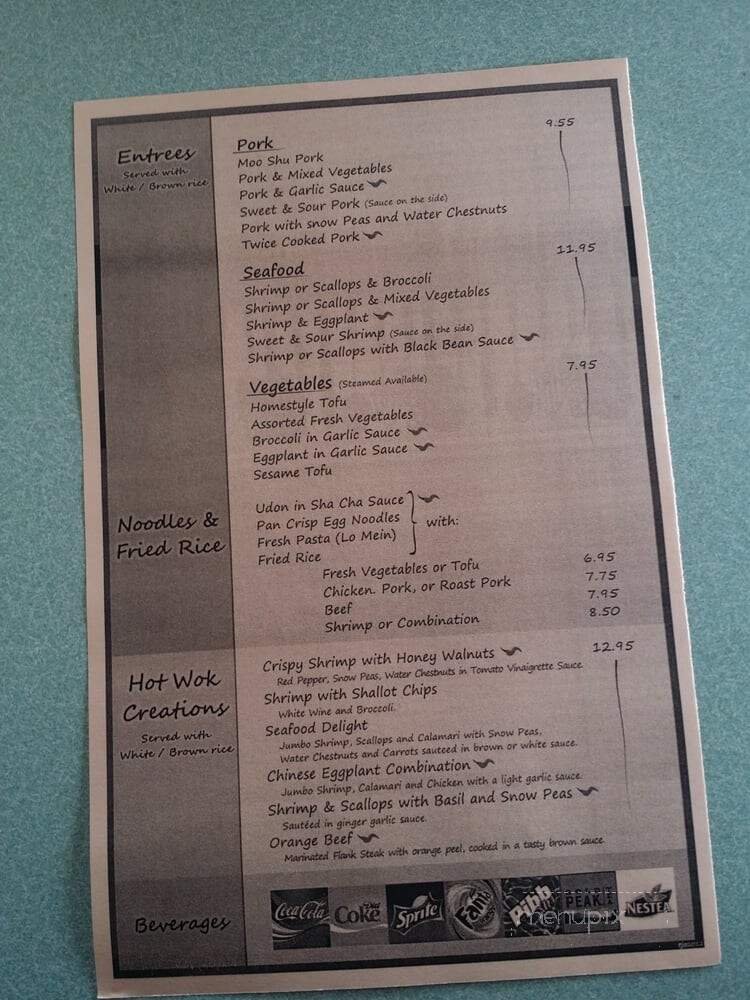 Entrees
Served with
White / Brown rice
Pork 9.55
Moo Shu Pork
Pork & Mixed Vegetables
Pork & Garlic Sauce
Sweet & Sour Pork (Sauce on the side)
Pork with snow Peas and Water Chestnuts
Twice Cooked Pork
Seafood 11.95
Shrimp or Scallops & Broccoli
Shrimp or Scallops & Mixed Vegetables
Shrimp & Eggplant
Sweet & Sour Shrimp (Sauce on the side)
Shrimp or Scallops with Black Bean Sauce
Vegetables (Steamed Available) 7.95
Homestyle Tofu
Assorted Fresh Vegetables
Broccoli in Garlic Sauce
Eggplant in Garlic Sauce
Sesame Tofu
Noodles &
Fried Rice
Udon in Sha Cha Sauce
Pan Crisp Egg Noodles
Fresh Pasta (Lo Mein)
Fried Rice
with:
Fresh Vegetables or Tofu 6.95
Chicken. Pork, or Roast Pork 7.75
Beef 7.95
Shrimp or Combination 8.50
Hot Wok
Creations
Served with
White / Brown rice
Crispy Shrimp with Honey Walnuts 12.95
Red Pepper, Snow Peas, Water Chestnuts in Tomato Vinaigrette Sauce.
Shrimp with Shallot Chips
White Wine and Broccoli.
Seafood Delight
Jumbo Shrimp, Scallops and Calamari with Snow Peas,
Water Chestnuts and Carrots sauteed in brown or white sauce.
Chinese Eggplant Combination
Jumbo Shrimp, Calamari and Chicken with a light garlic sauce.
Shrimp & Scallops with Basil and Snow Peas
Sautéed in ginger garlic sauce.
Orange Beef
Marinated Flank Steak with orange peel, cooked in a tasty brown sauce.
Beverages
Coca-Cola
Diet Coke
Sprite
Fanta
Pibb
PEAK
NESTEA
menupix